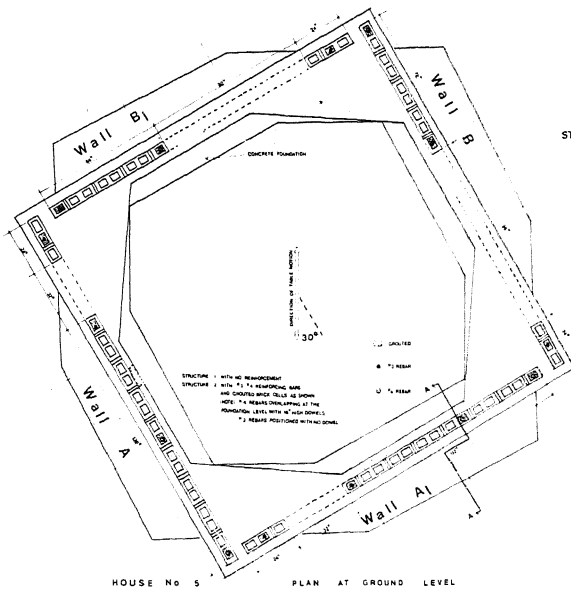 Wall B1
Wall B
ST
CONCRETE FOUNDATION
DIRECTION OF TABLE MOTION
30°
GROUTED
#3 REBAR
#4 REBAR
STRUCTURE 1 WITH NO REINFORCEMENT
STRUCTURE 2 WITH #3 #4 REINFORCING BARS
AND GROUTED BRICK CELLS AS SHOWN
NOTE: #4 REBARS OVERLAPPING AT THE
FOUNDATION LEVEL WITH 18" HIGH DOWELS
#3 REBARS POSITIONED WITH NO DOWEL
A
Wall A
Wall A1
A
HOUSE No 5
PLAN AT GROUND LEVEL